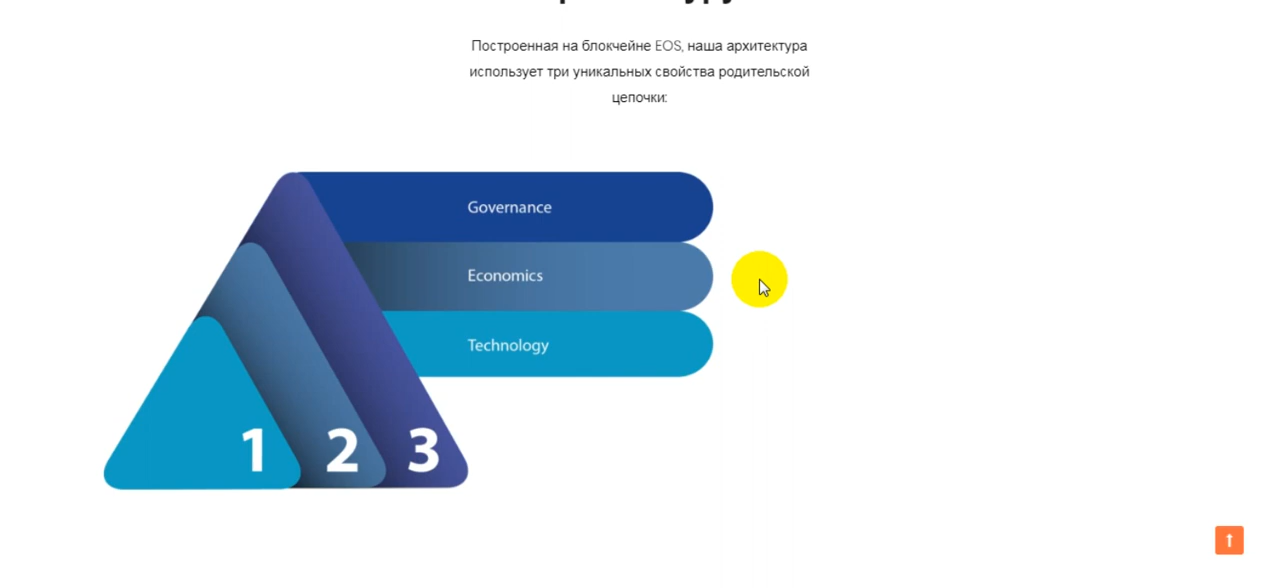 Построенная на блокчейне EOS, наша архитектура
использует три уникальных свойства родительской
цепочки:
Governance
Economics
Technology
1 2 3